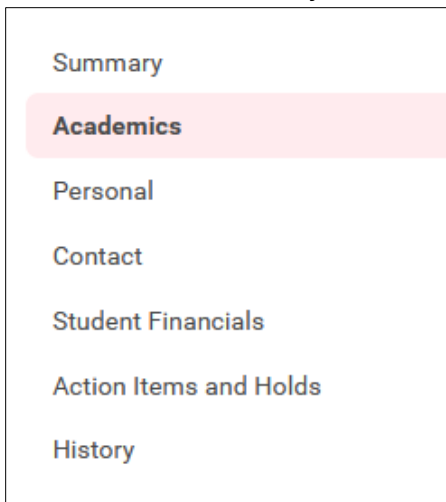 Summary
Academics
Personal
Contact
Student Financials
Action Items and Holds
History